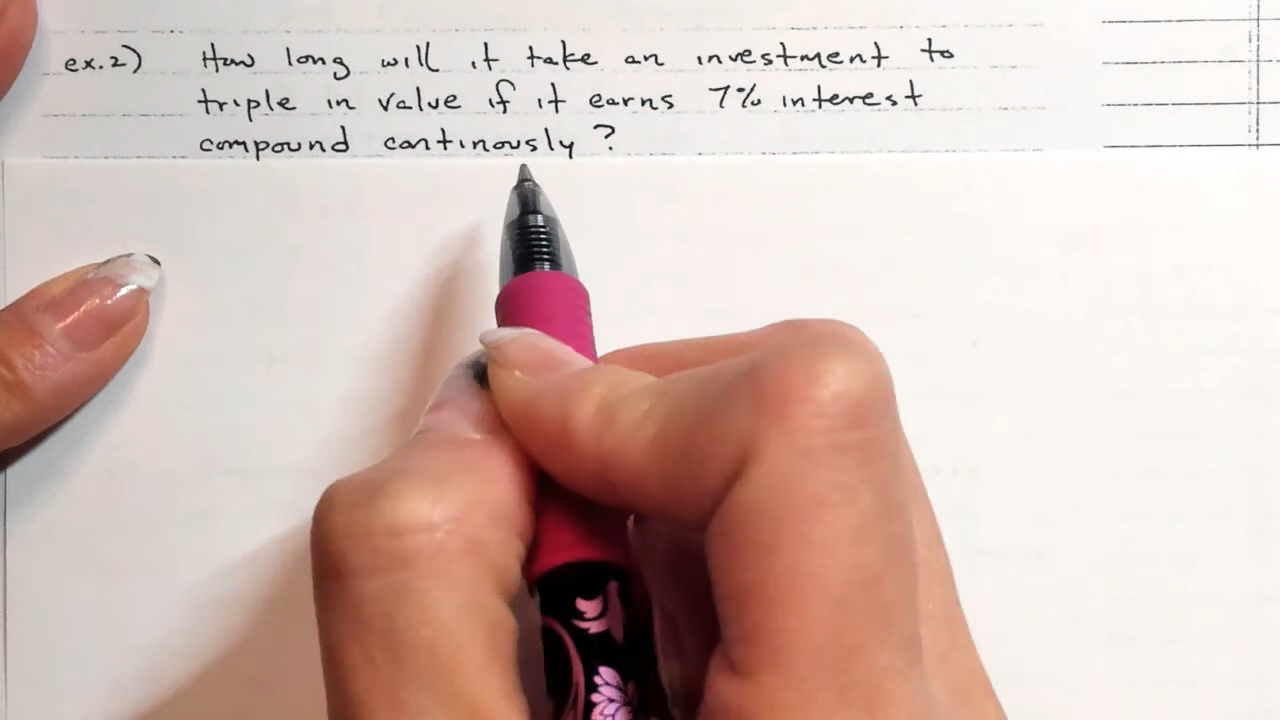 ex.2) How long will it take an investment to
triple in value if it earns 7% interest
compound continously?